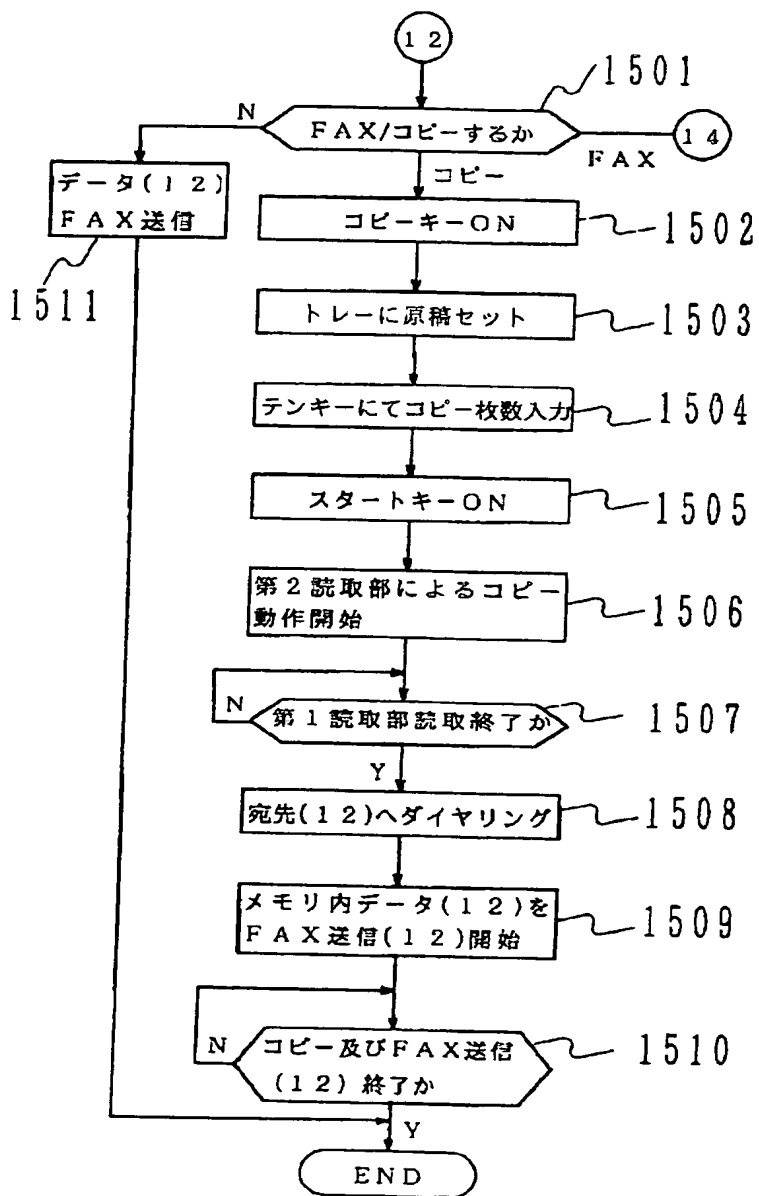 12
1501
N
FAX/コピーするか
14
FAX
コピー
データ(12)
FAX送信
1511
コピーキーON
1502
トレーに原稿セット
1503
テンキーにてコピー枚数入力
1504
スタートキーON
1505
第2読取部によるコピー
動作開始
1506
N
第1読取部読取終了か
1507
Y
宛先(12)へダイヤリング
1508
メモリ内データ(12)を
FAX送信(12)開始
1509
N
コピー及びFAX送信
(12)終了か
1510
Y
END